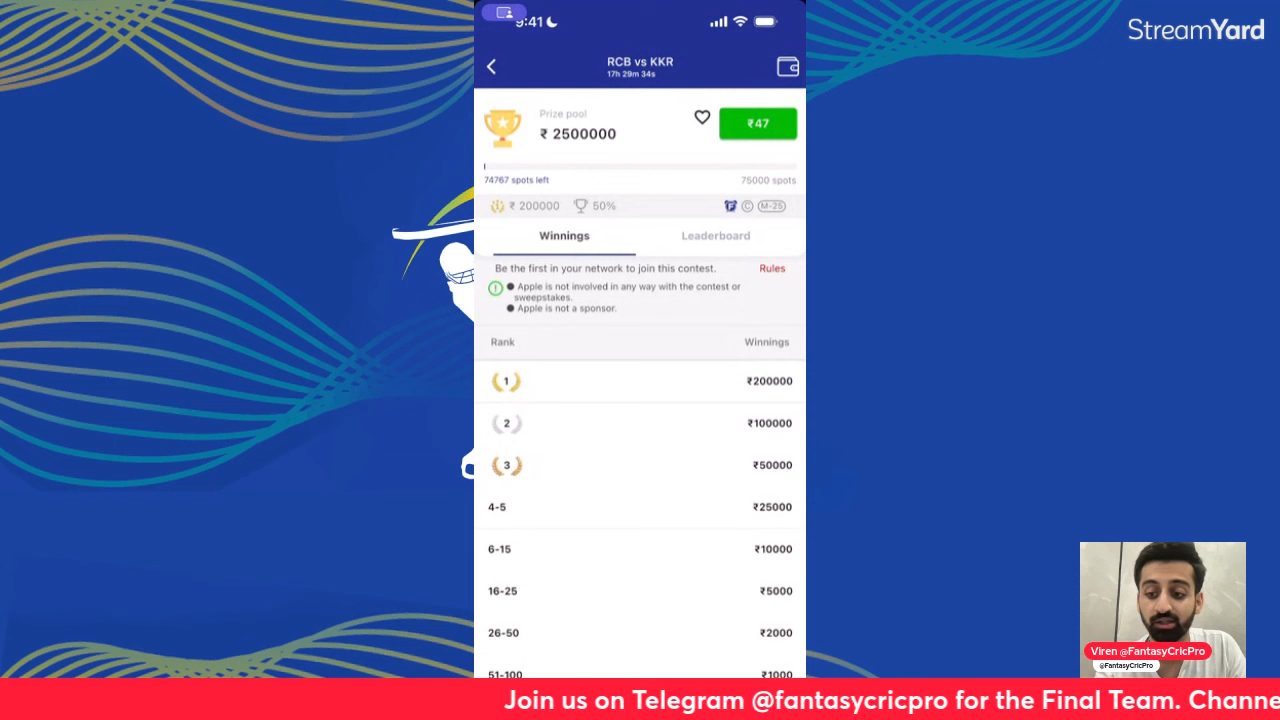 StreamYard
9:41
RCB vs KKR
17h 29m 34s
Prize pool
₹ 2500000
₹47
74767 spots left
75000 spots
₹ 200000
50%
F
C
M-25
Winnings
Leaderboard
Be the first in your network to join this contest.
Rules
● Apple is not involved in any way with the contest or
sweepstakes.
● Apple is not a sponsor.
Rank
Winnings
1
₹200000
2
₹100000
3
₹50000
4-5
₹25000
6-15
₹10000
16-25
₹5000
26-50
₹2000
51-100
₹1000
Viren @FantasyCricPro
@FantasyCricPro
Join us on Telegram @fantasycricpro for the Final Team. Channe